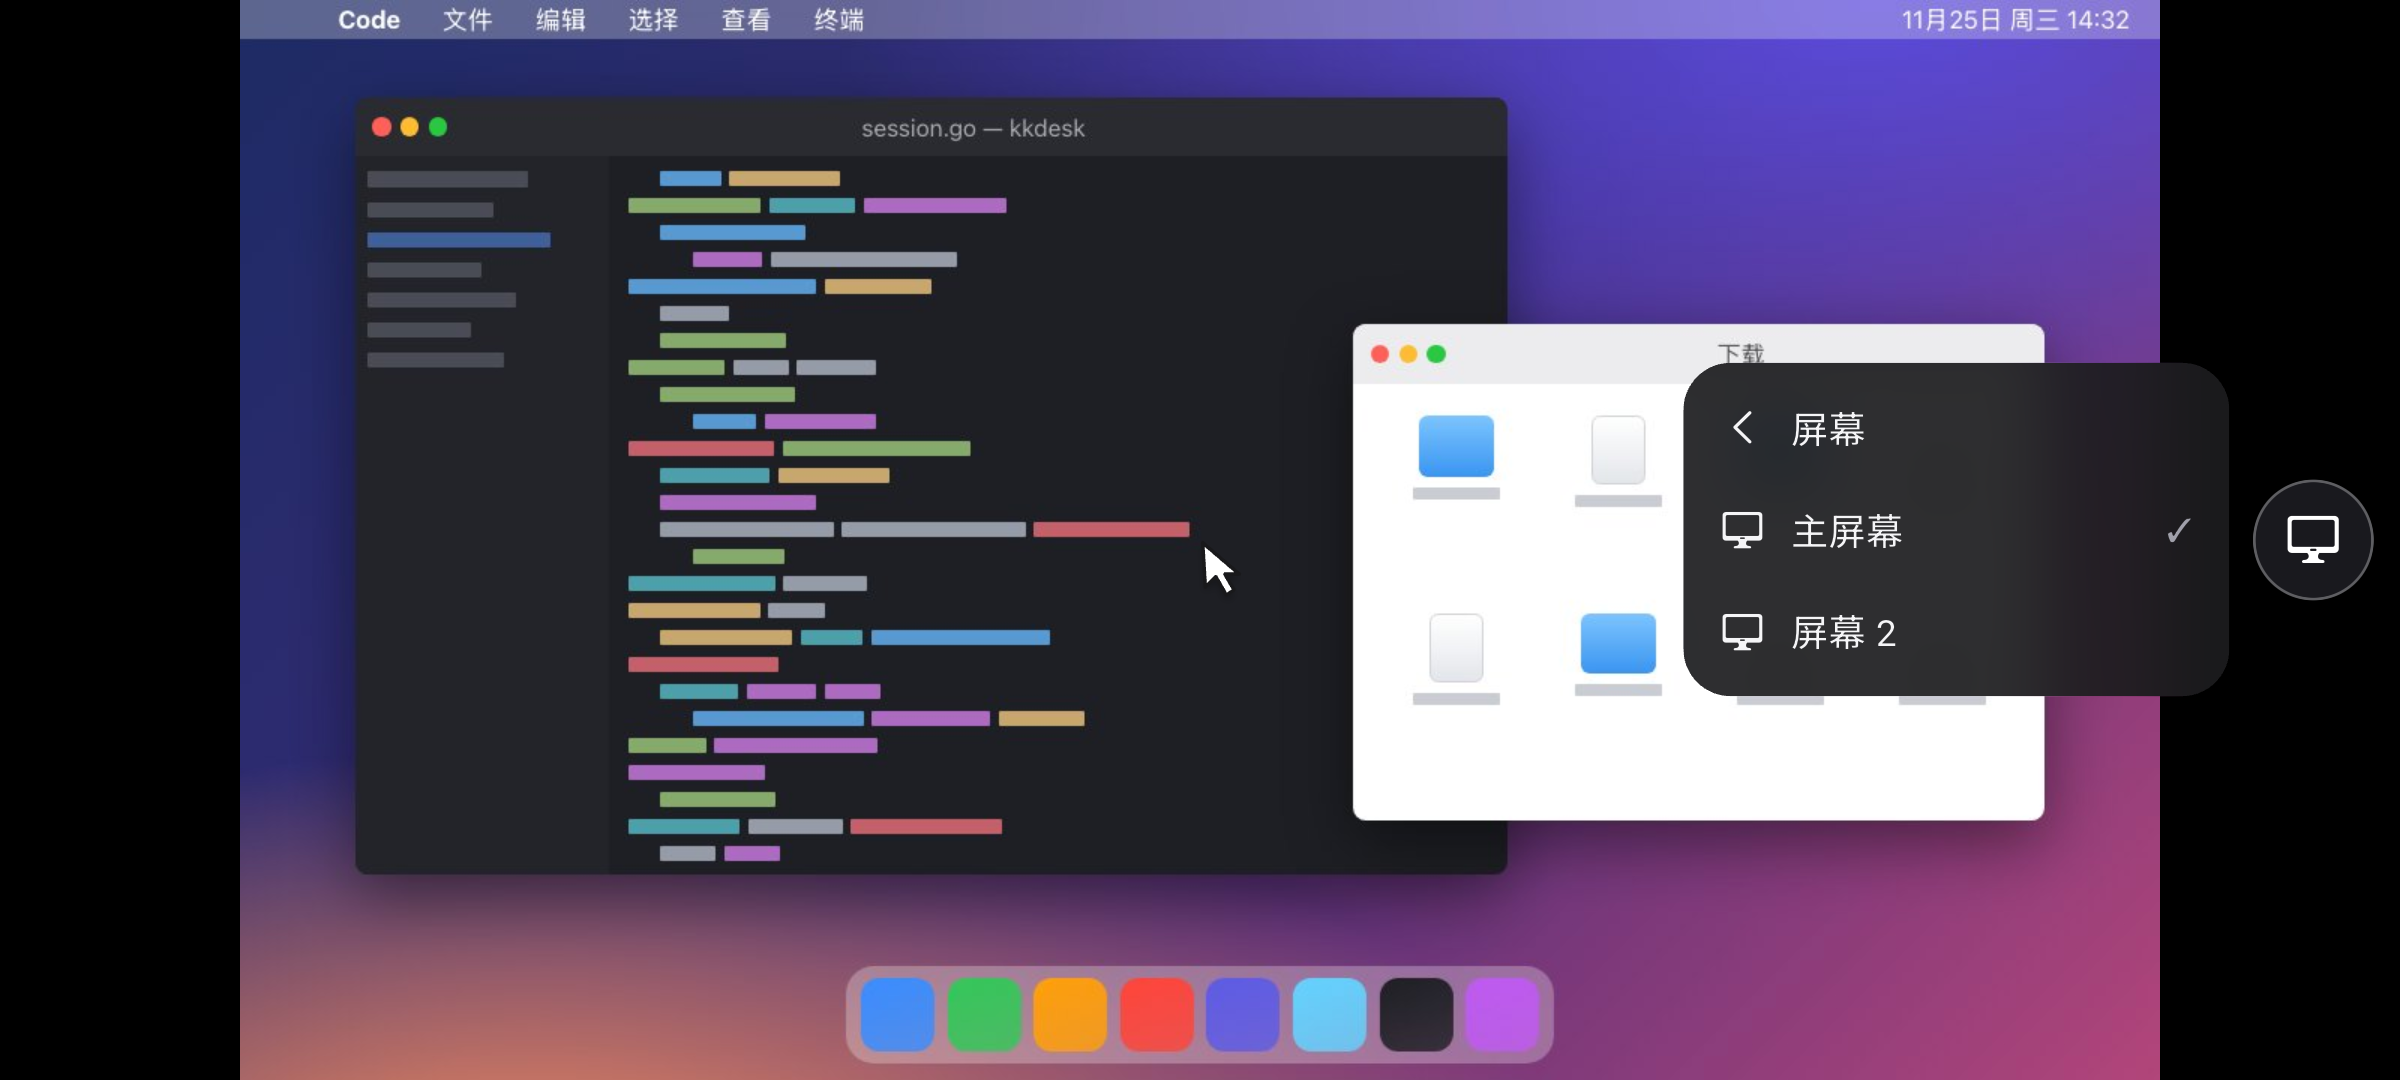 Code 文件 编辑 选择 查看 终端 11月25日 周三 14:32
session.go — kkdesk
下载
屏幕
主屏幕 ✓
屏幕 2